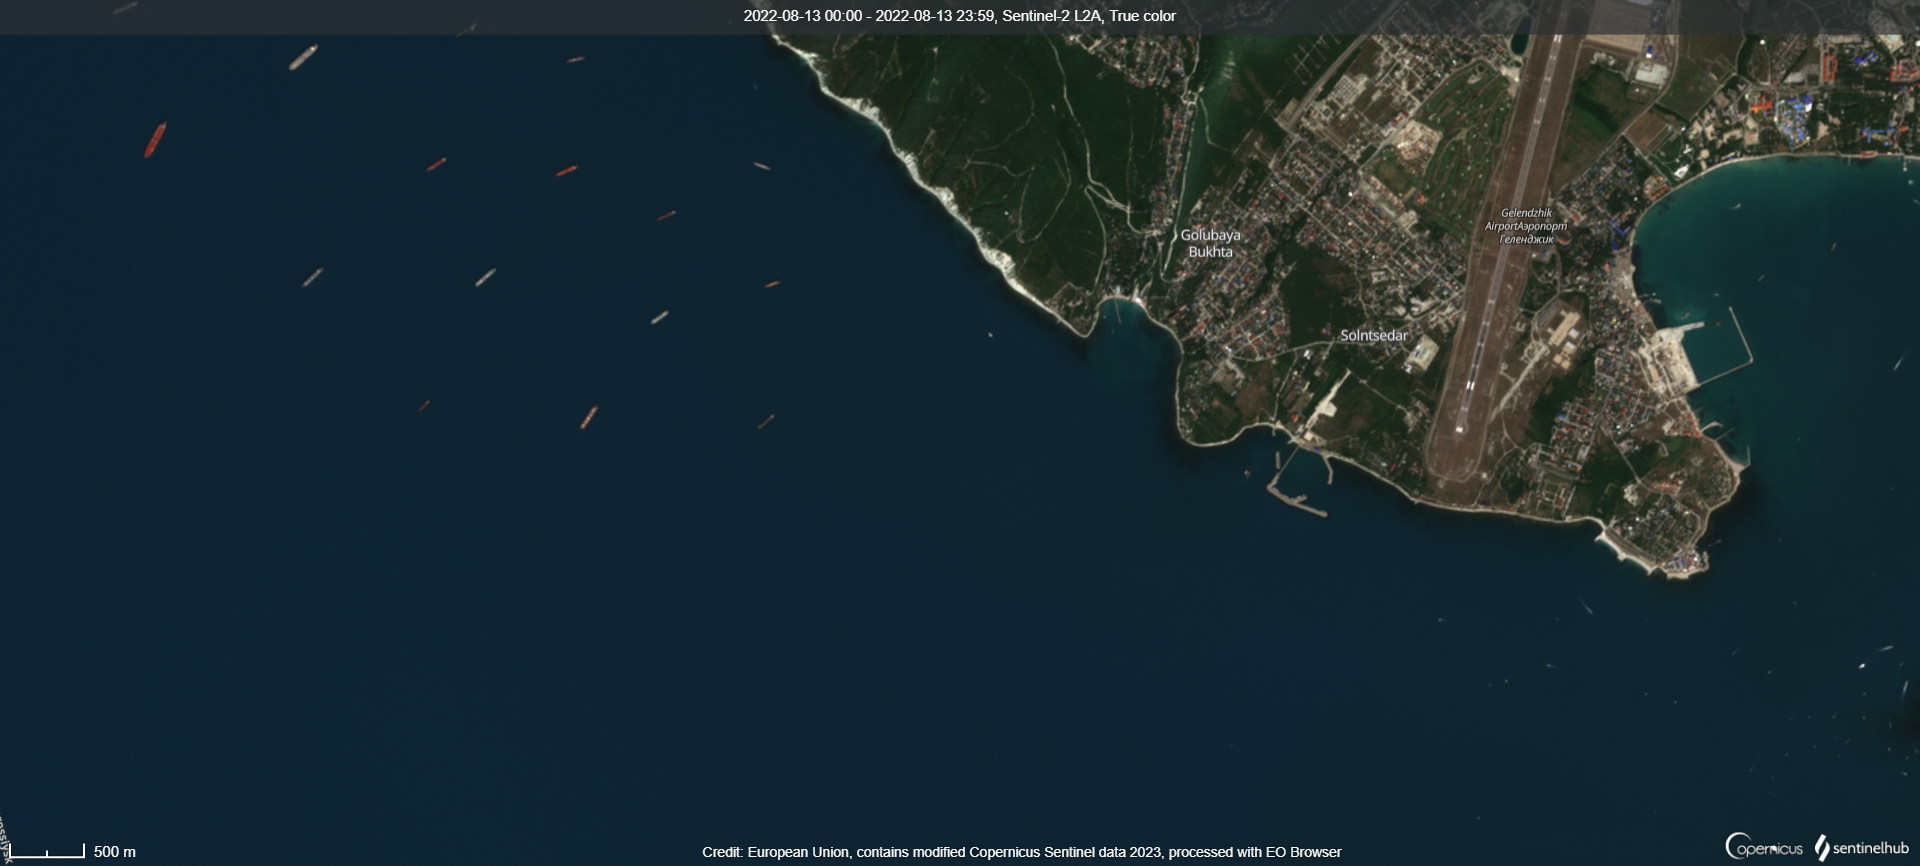 2022-08-13 00:00 - 2022-08-13 23:59, Sentinel-2 L2A, True color
Gelendzhik
AirportАэропорт
Геленджик
Golubaya
Bukhta
Solntsedar
500 m
Credit: European Union, contains modified Copernicus Sentinel data 2023, processed with EO Browser
opernicus
sentinelhub